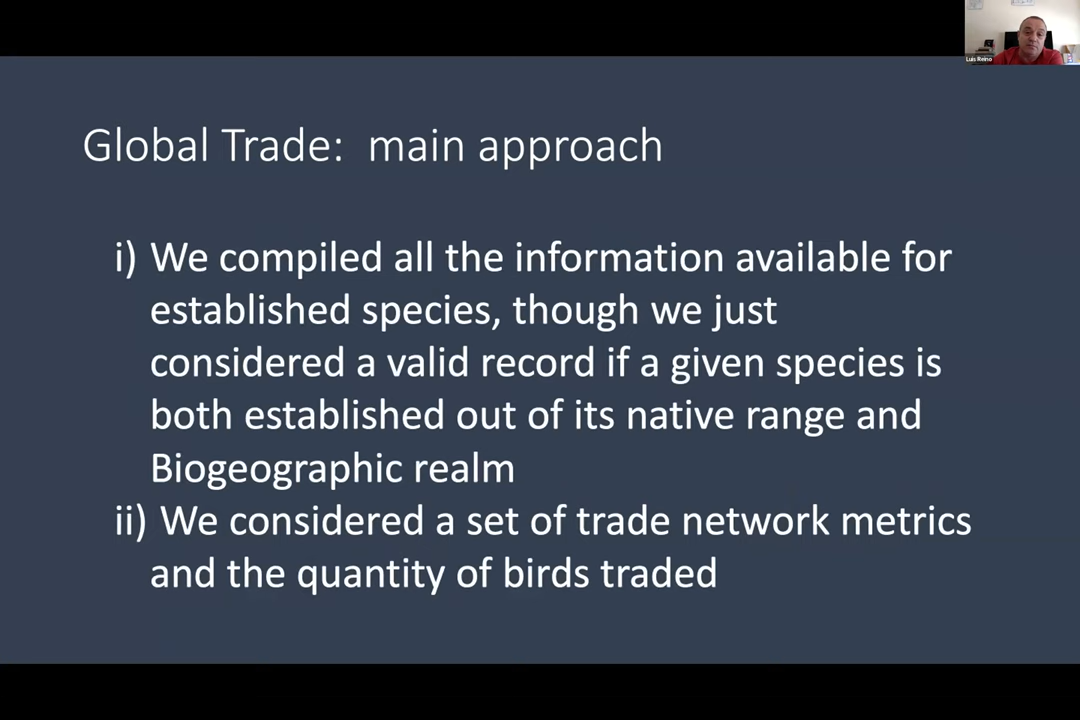 Luis Reino
Global Trade: main approach
i) We compiled all the information available for
established species, though we just
considered a valid record if a given species is
both established out of its native range and
Biogeographic realm
ii) We considered a set of trade network metrics
and the quantity of birds traded